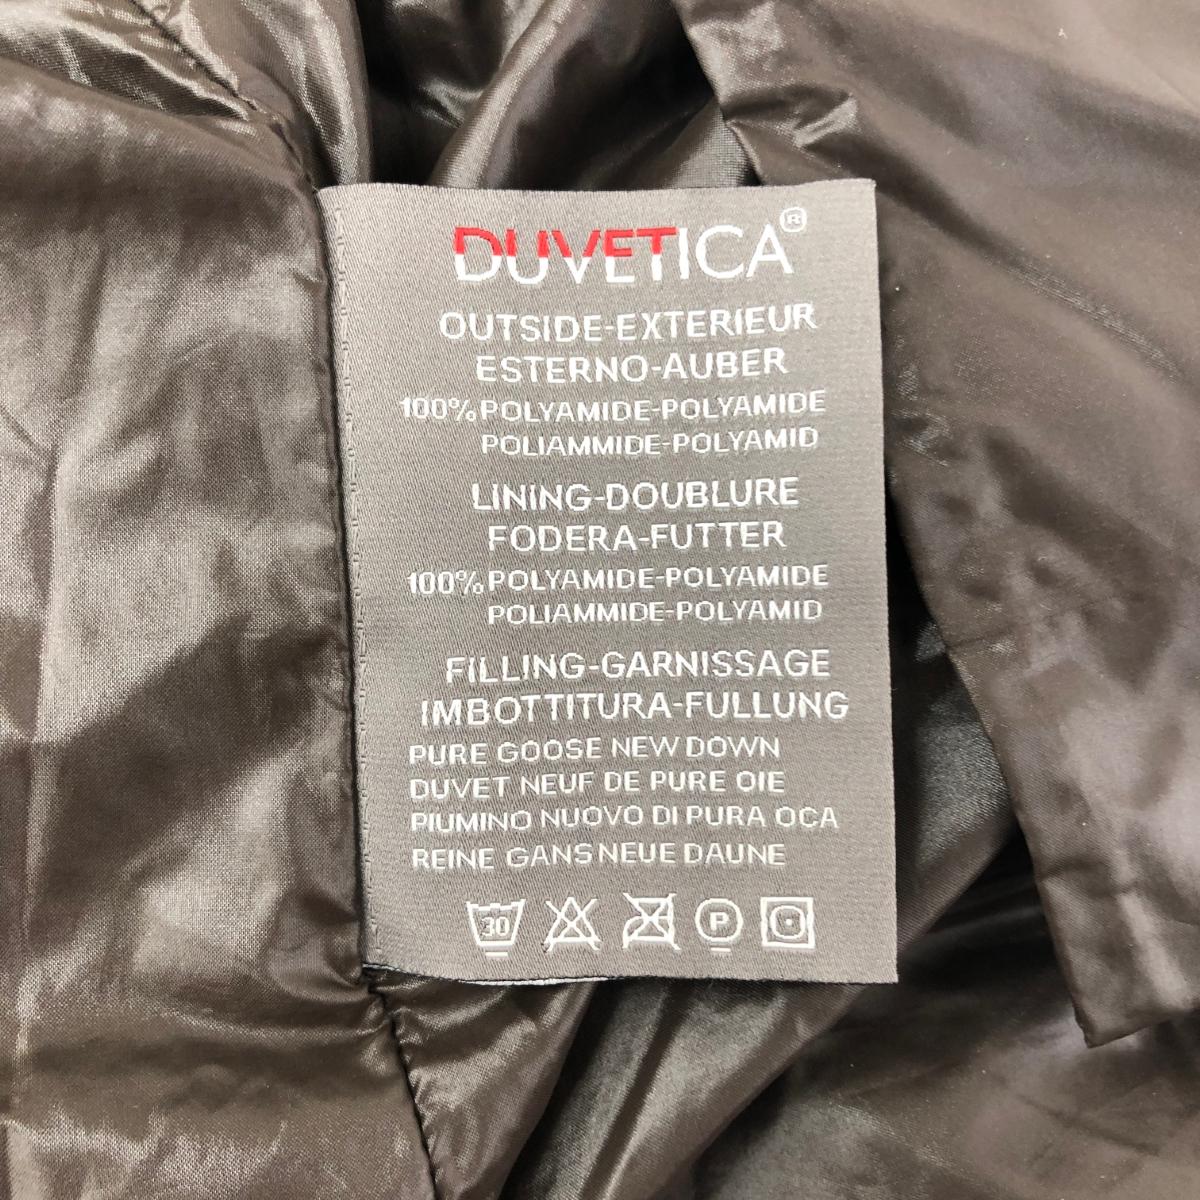 DUVETICA®
OUTSIDE-EXTERIEUR
ESTERNO-AUBER
100% POLYAMIDE-POLYAMIDE
POLIAMMIDE-POLYAMID
LINING-DOUBLURE
FODERA-FUTTER
100% POLYAMIDE-POLYAMIDE
POLIAMMIDE-POLYAMID
FILLING-GARNISSAGE
IMBOTTITURA-FULLUNG
PURE GOOSE NEW DOWN
DUVET NEUF DE PURE OIE
PIUMINO NUOVO DI PURA OCA
REINE GANS NEUE DAUNE
30 P